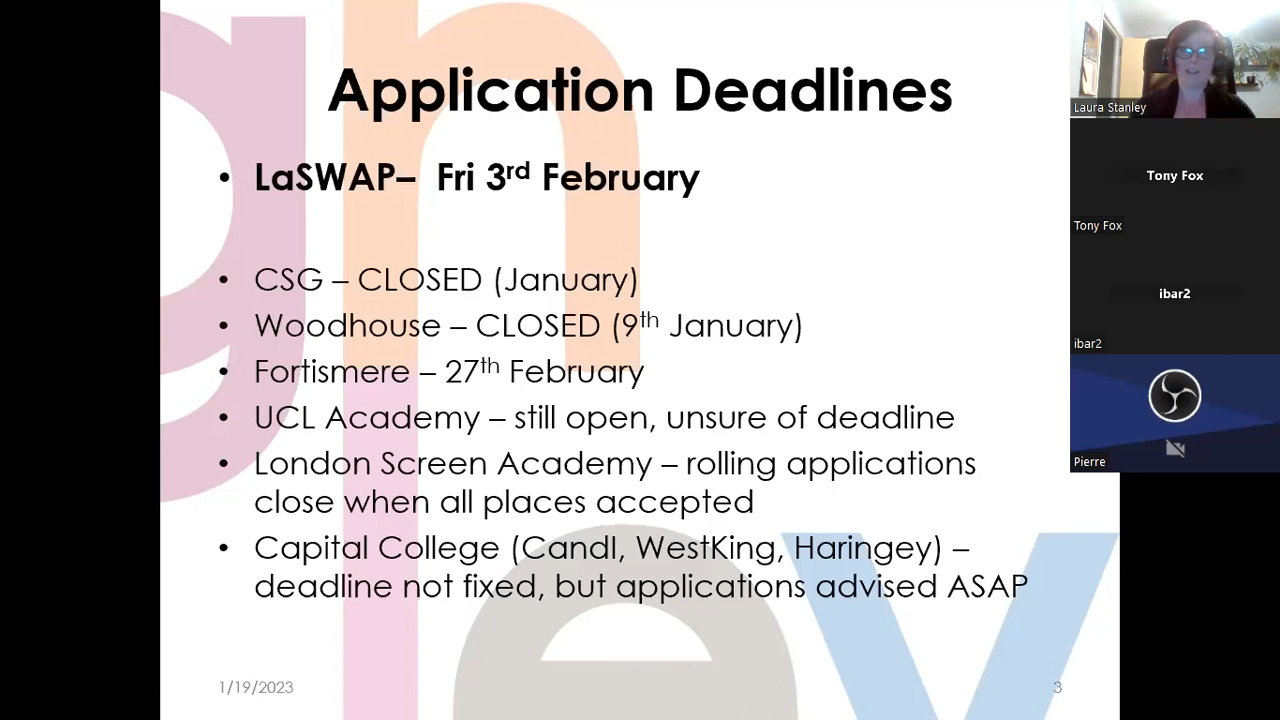 Application Deadlines
• LaSWAP– Fri 3rd February
• CSG – CLOSED (January)
• Woodhouse – CLOSED (9th January)
• Fortismere – 27th February
• UCL Academy – still open, unsure of deadline
• London Screen Academy – rolling applications
close when all places accepted
• Capital College (CandI, WestKing, Haringey) –
deadline not fixed, but applications advised ASAP
1/19/2023
3
Laura Stanley
Tony Fox
Tony Fox
ibar2
ibar2
Pierre